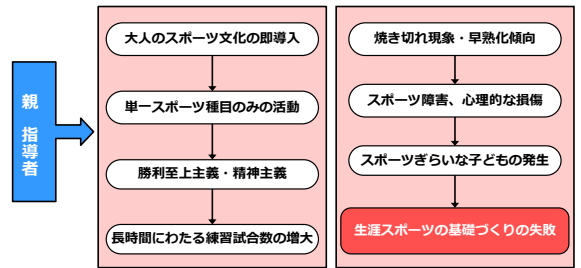 親 指導者
大人のスポーツ文化の即導入
単一スポーツ種目のみの活動
勝利至上主義・精神主義
長時間にわたる練習試合数の増大
焼き切れ現象・早熟化傾向
スポーツ障害、心理的な損傷
スポーツぎらいな子どもの発生
生涯スポーツの基礎づくりの失敗